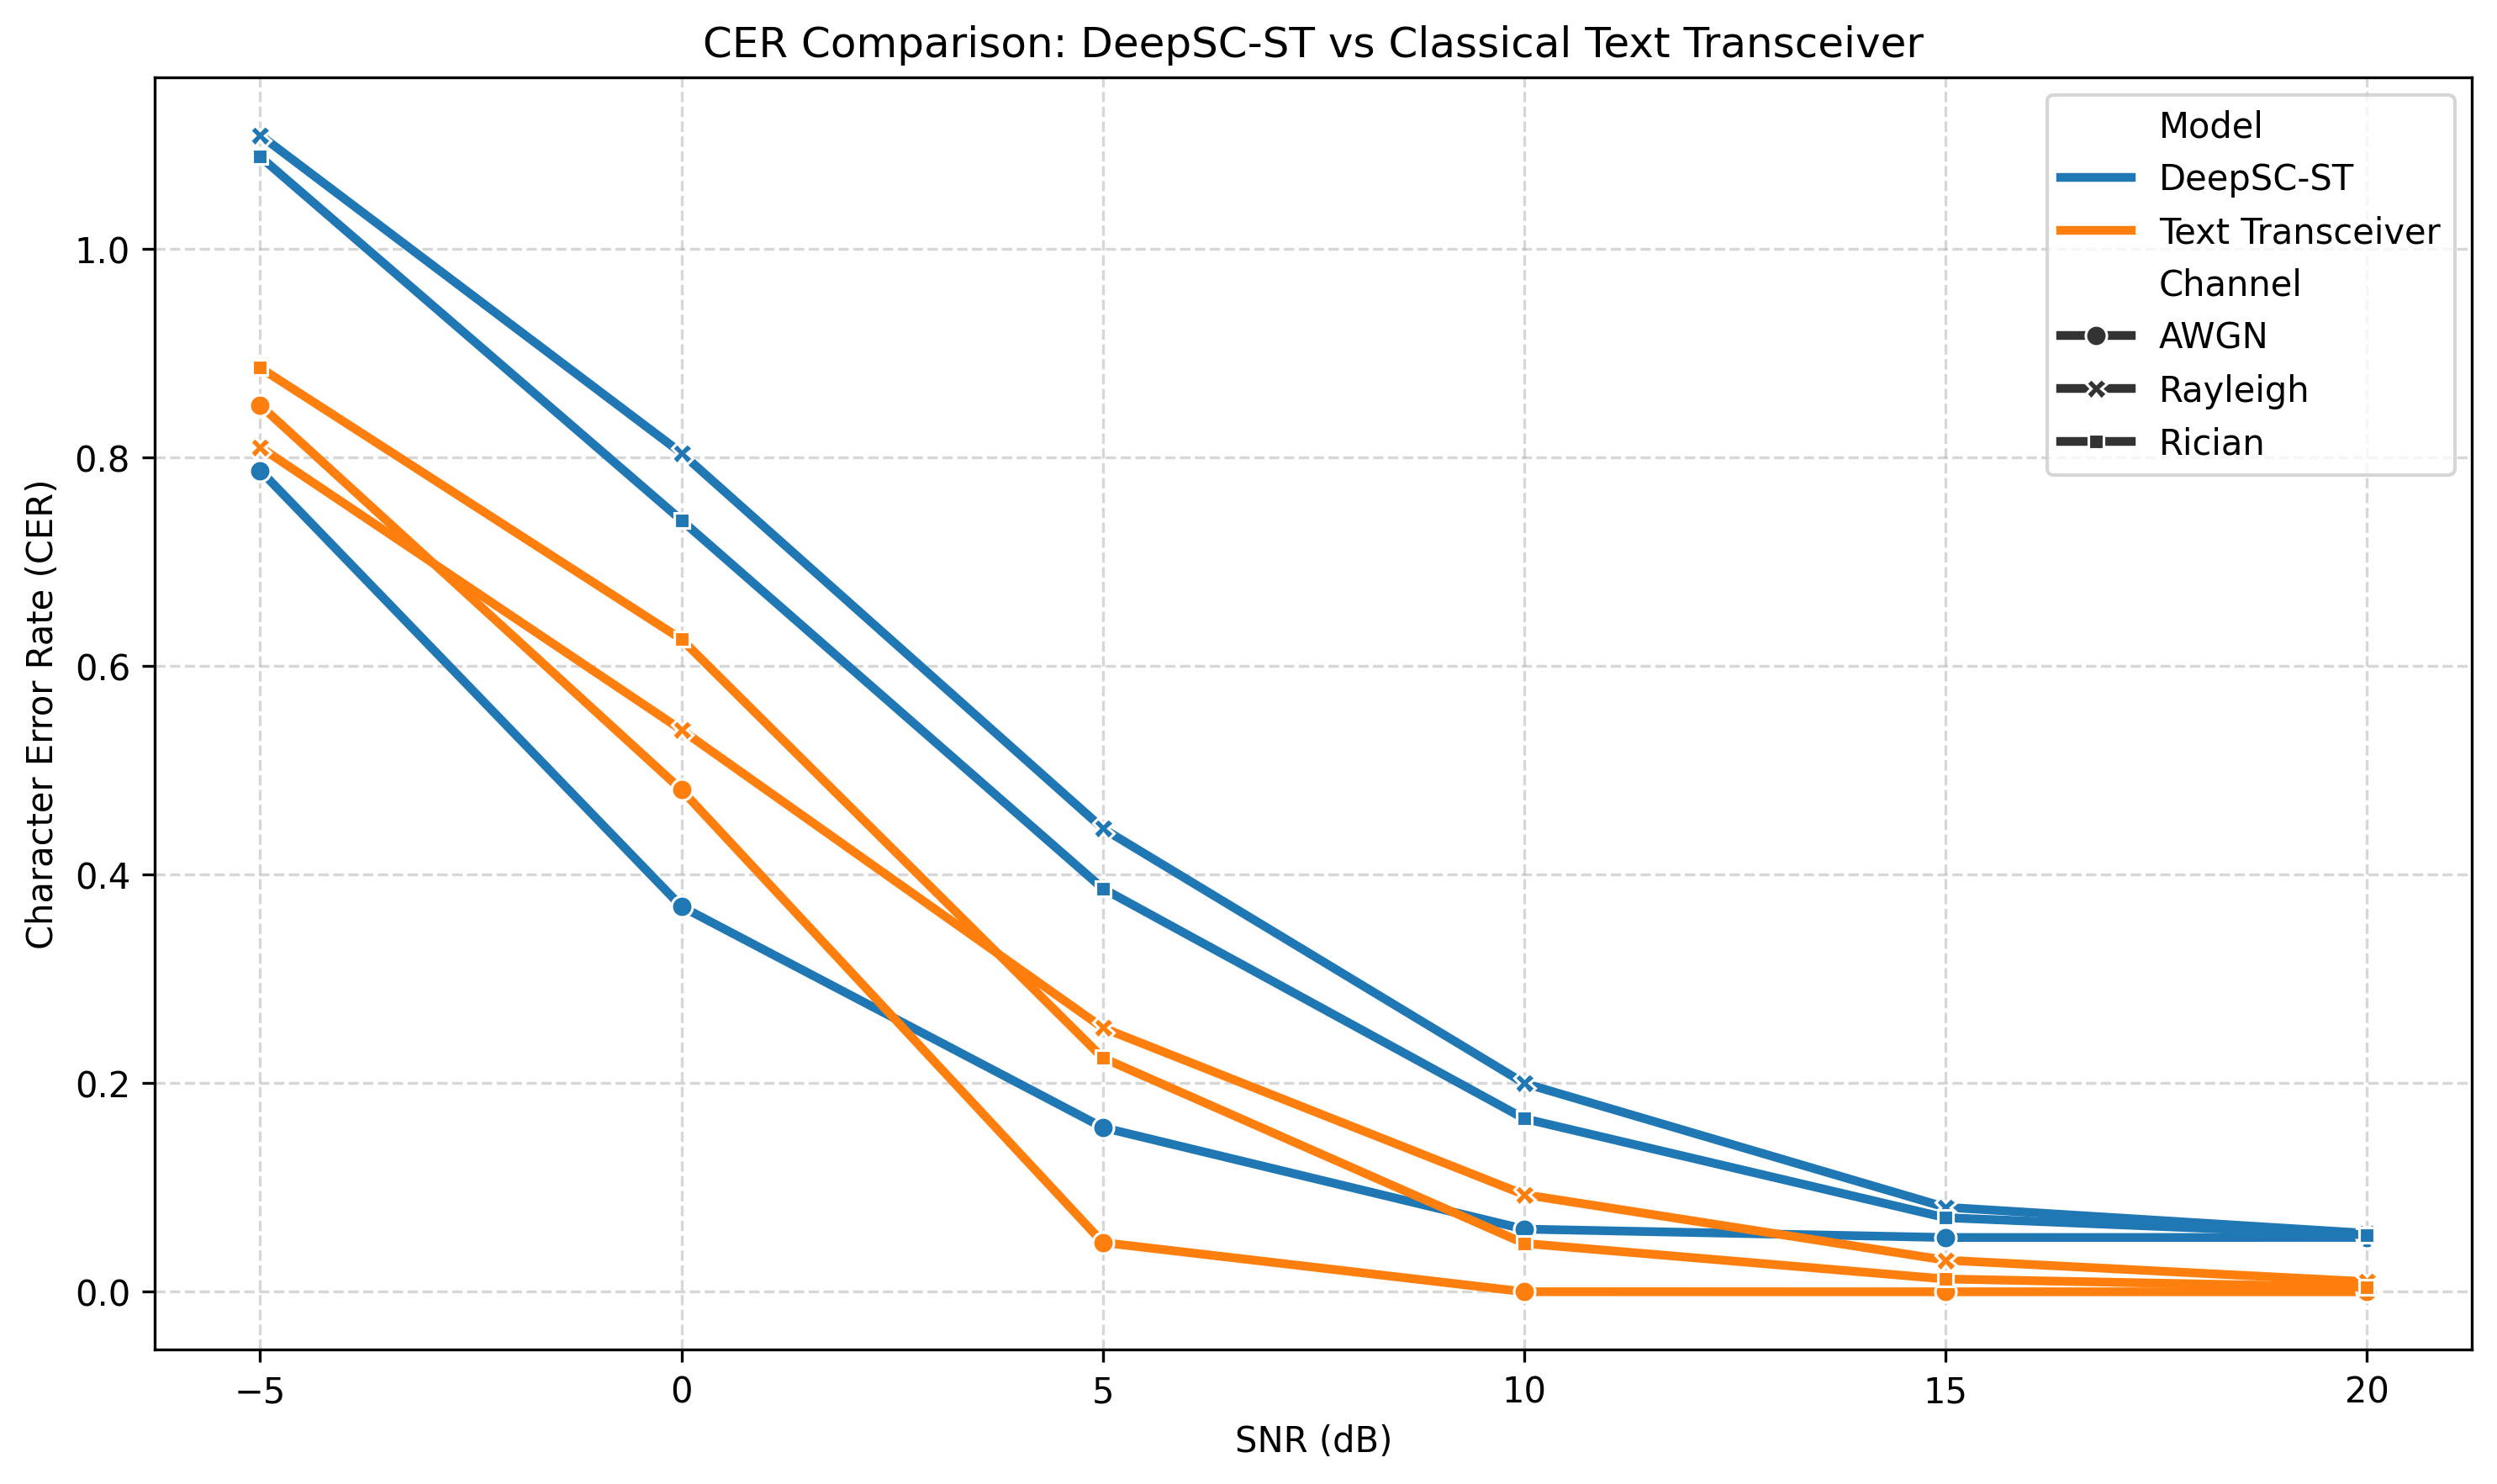 CER Comparison: DeepSC-ST vs Classical Text Transceiver
Model
DeepSC-ST
Text Transceiver
Channel
AWGN
Rayleigh
Rician
Character Error Rate (CER)
1.0
0.8
0.6
0.4
0.2
0.0
−5 0 5 10 15 20
SNR (dB)